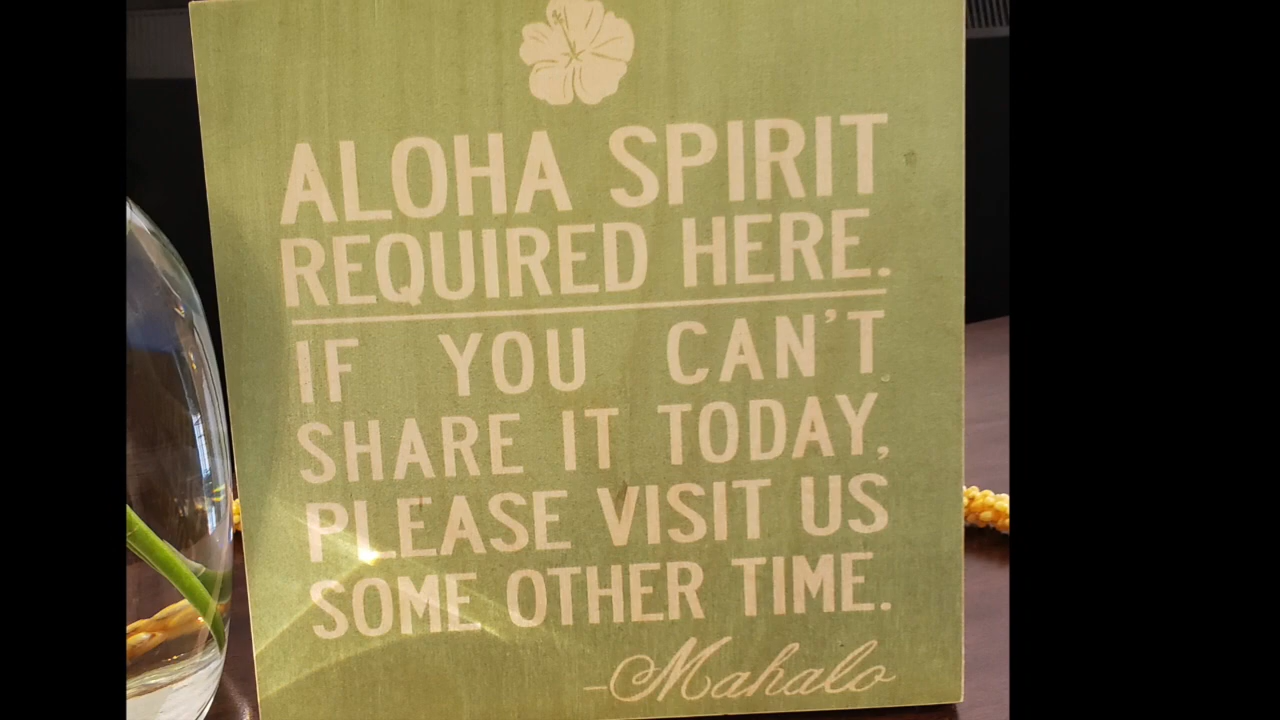 ALOHA SPIRIT
REQUIRED HERE.
IF YOU CAN'T
SHARE IT TODAY,
PLEASE VISIT US
SOME OTHER TIME.
-Mahalo